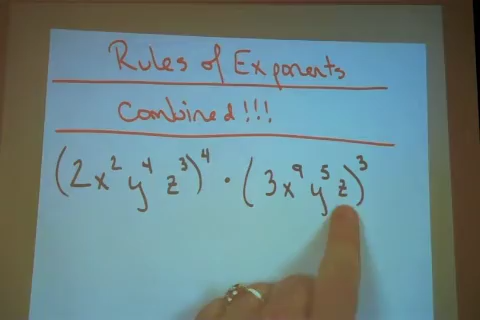 Rules of Exponents
Combined!!!
(2x²y⁴z³)⁴ · (3x⁹y⁵z)³